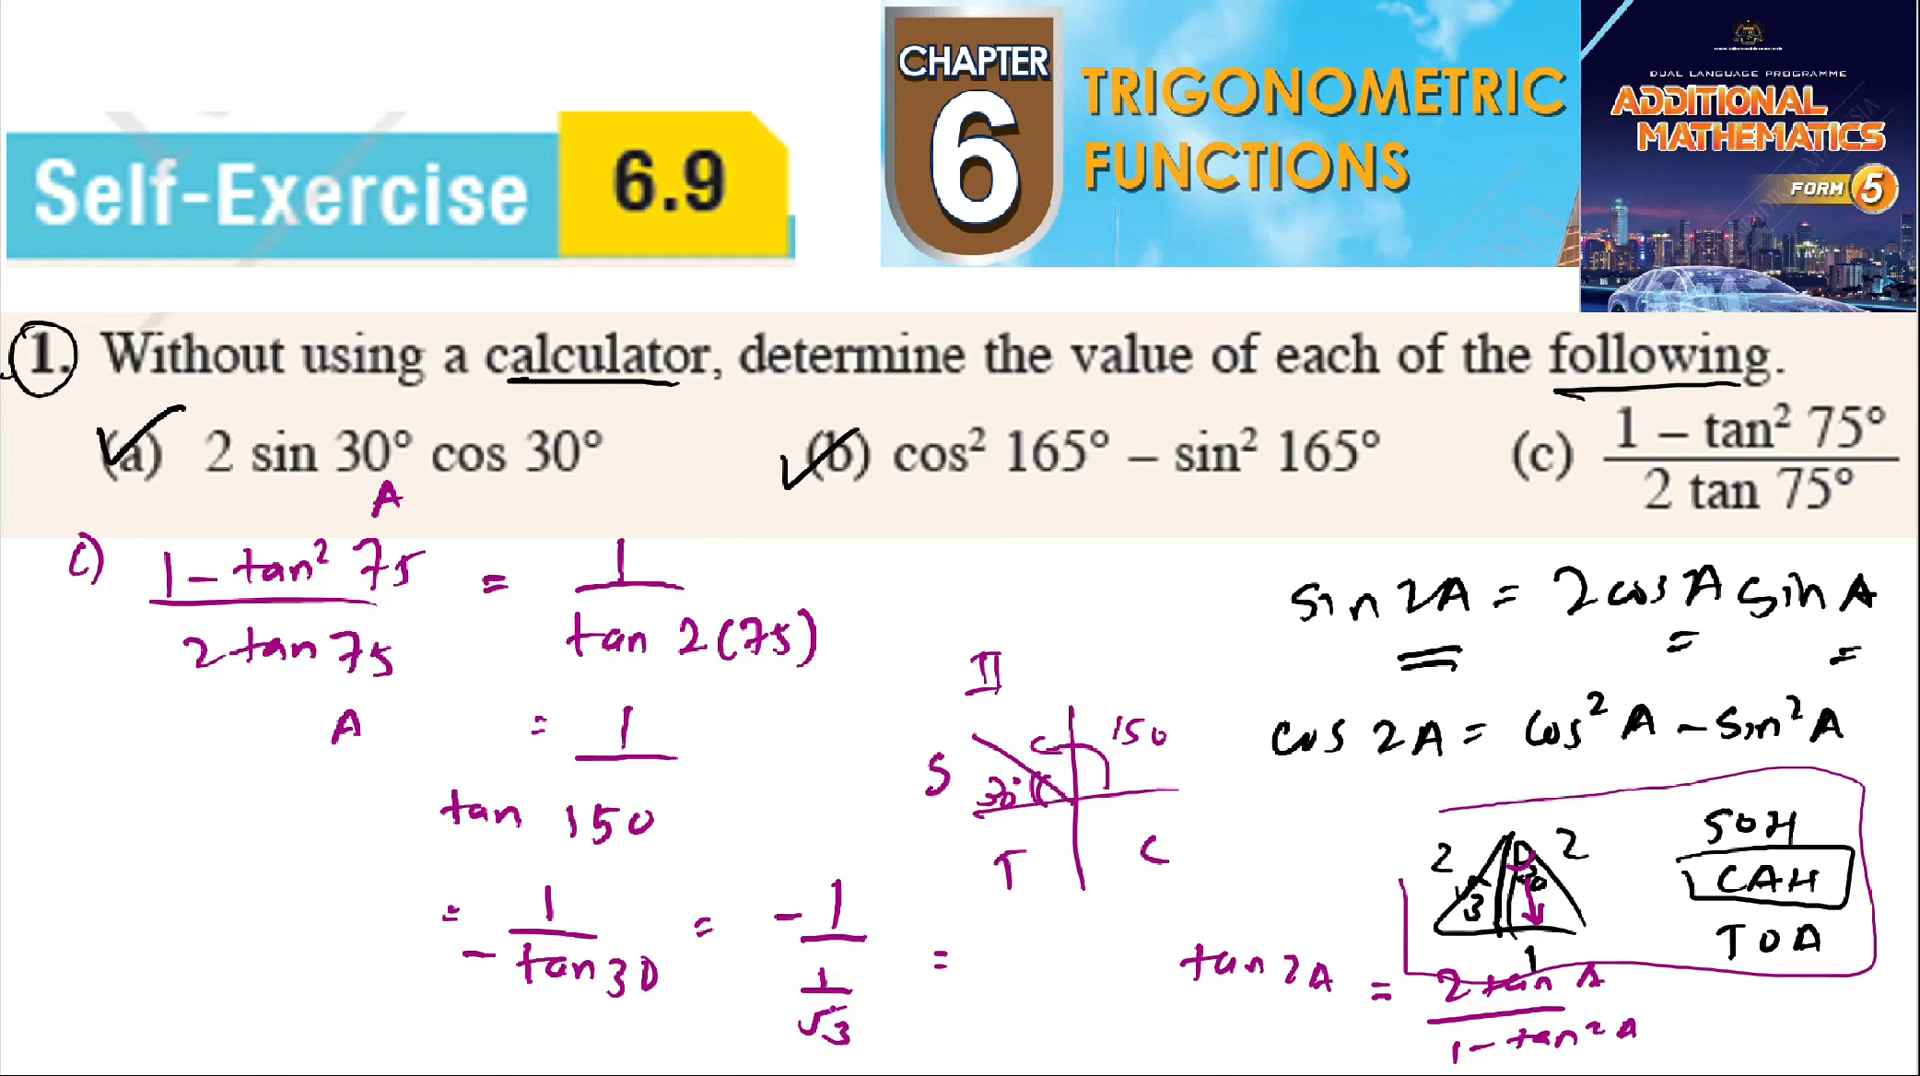 Self-Exercise 6.9
CHAPTER 6
TRIGONOMETRIC
FUNCTIONS
DUAL LANGUAGE PROGRAMME
ADDITIONAL
MATHEMATICS
FORM 5
1. Without using a calculator, determine the value of each of the following.
(a) 2 sin 30° cos 30°
(b) cos² 165° – sin² 165°
(c) 1 – tan² 75° / 2 tan 75°
A
c) 1 - tan² 75 / 2 tan 75 = 1 / tan 2(75)
A
= 1 / tan 150
= 1 / - tan 30 = - 1 / 1/√3 =
II
150
S
30°
C
T
C
sin 2A = 2 cos A sin A
= =
cos 2A = cos² A - sin² A
2
2
30
√3
1
SOH
CAH
TOA
tan 2A = 2 tan A / 1 - tan² A